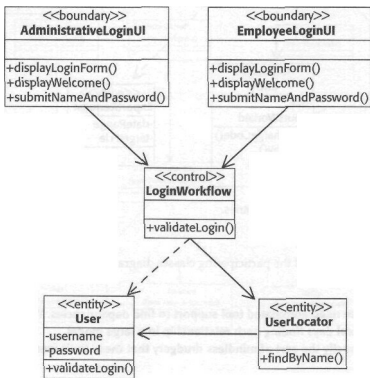 <<boundary>>
AdministrativeLoginUI
+displayLoginForm()
+displayWelcome()
+submitNameAndPassword()
<<boundary>>
EmployeeLoginUI
+displayLoginForm()
+displayWelcome()
+submitNameAndPassword()
<<control>>
LoginWorkflow
+validateLogin()
<<entity>>
User
-username
-password
+validateLogin()
<<entity>>
UserLocator
+findByName()